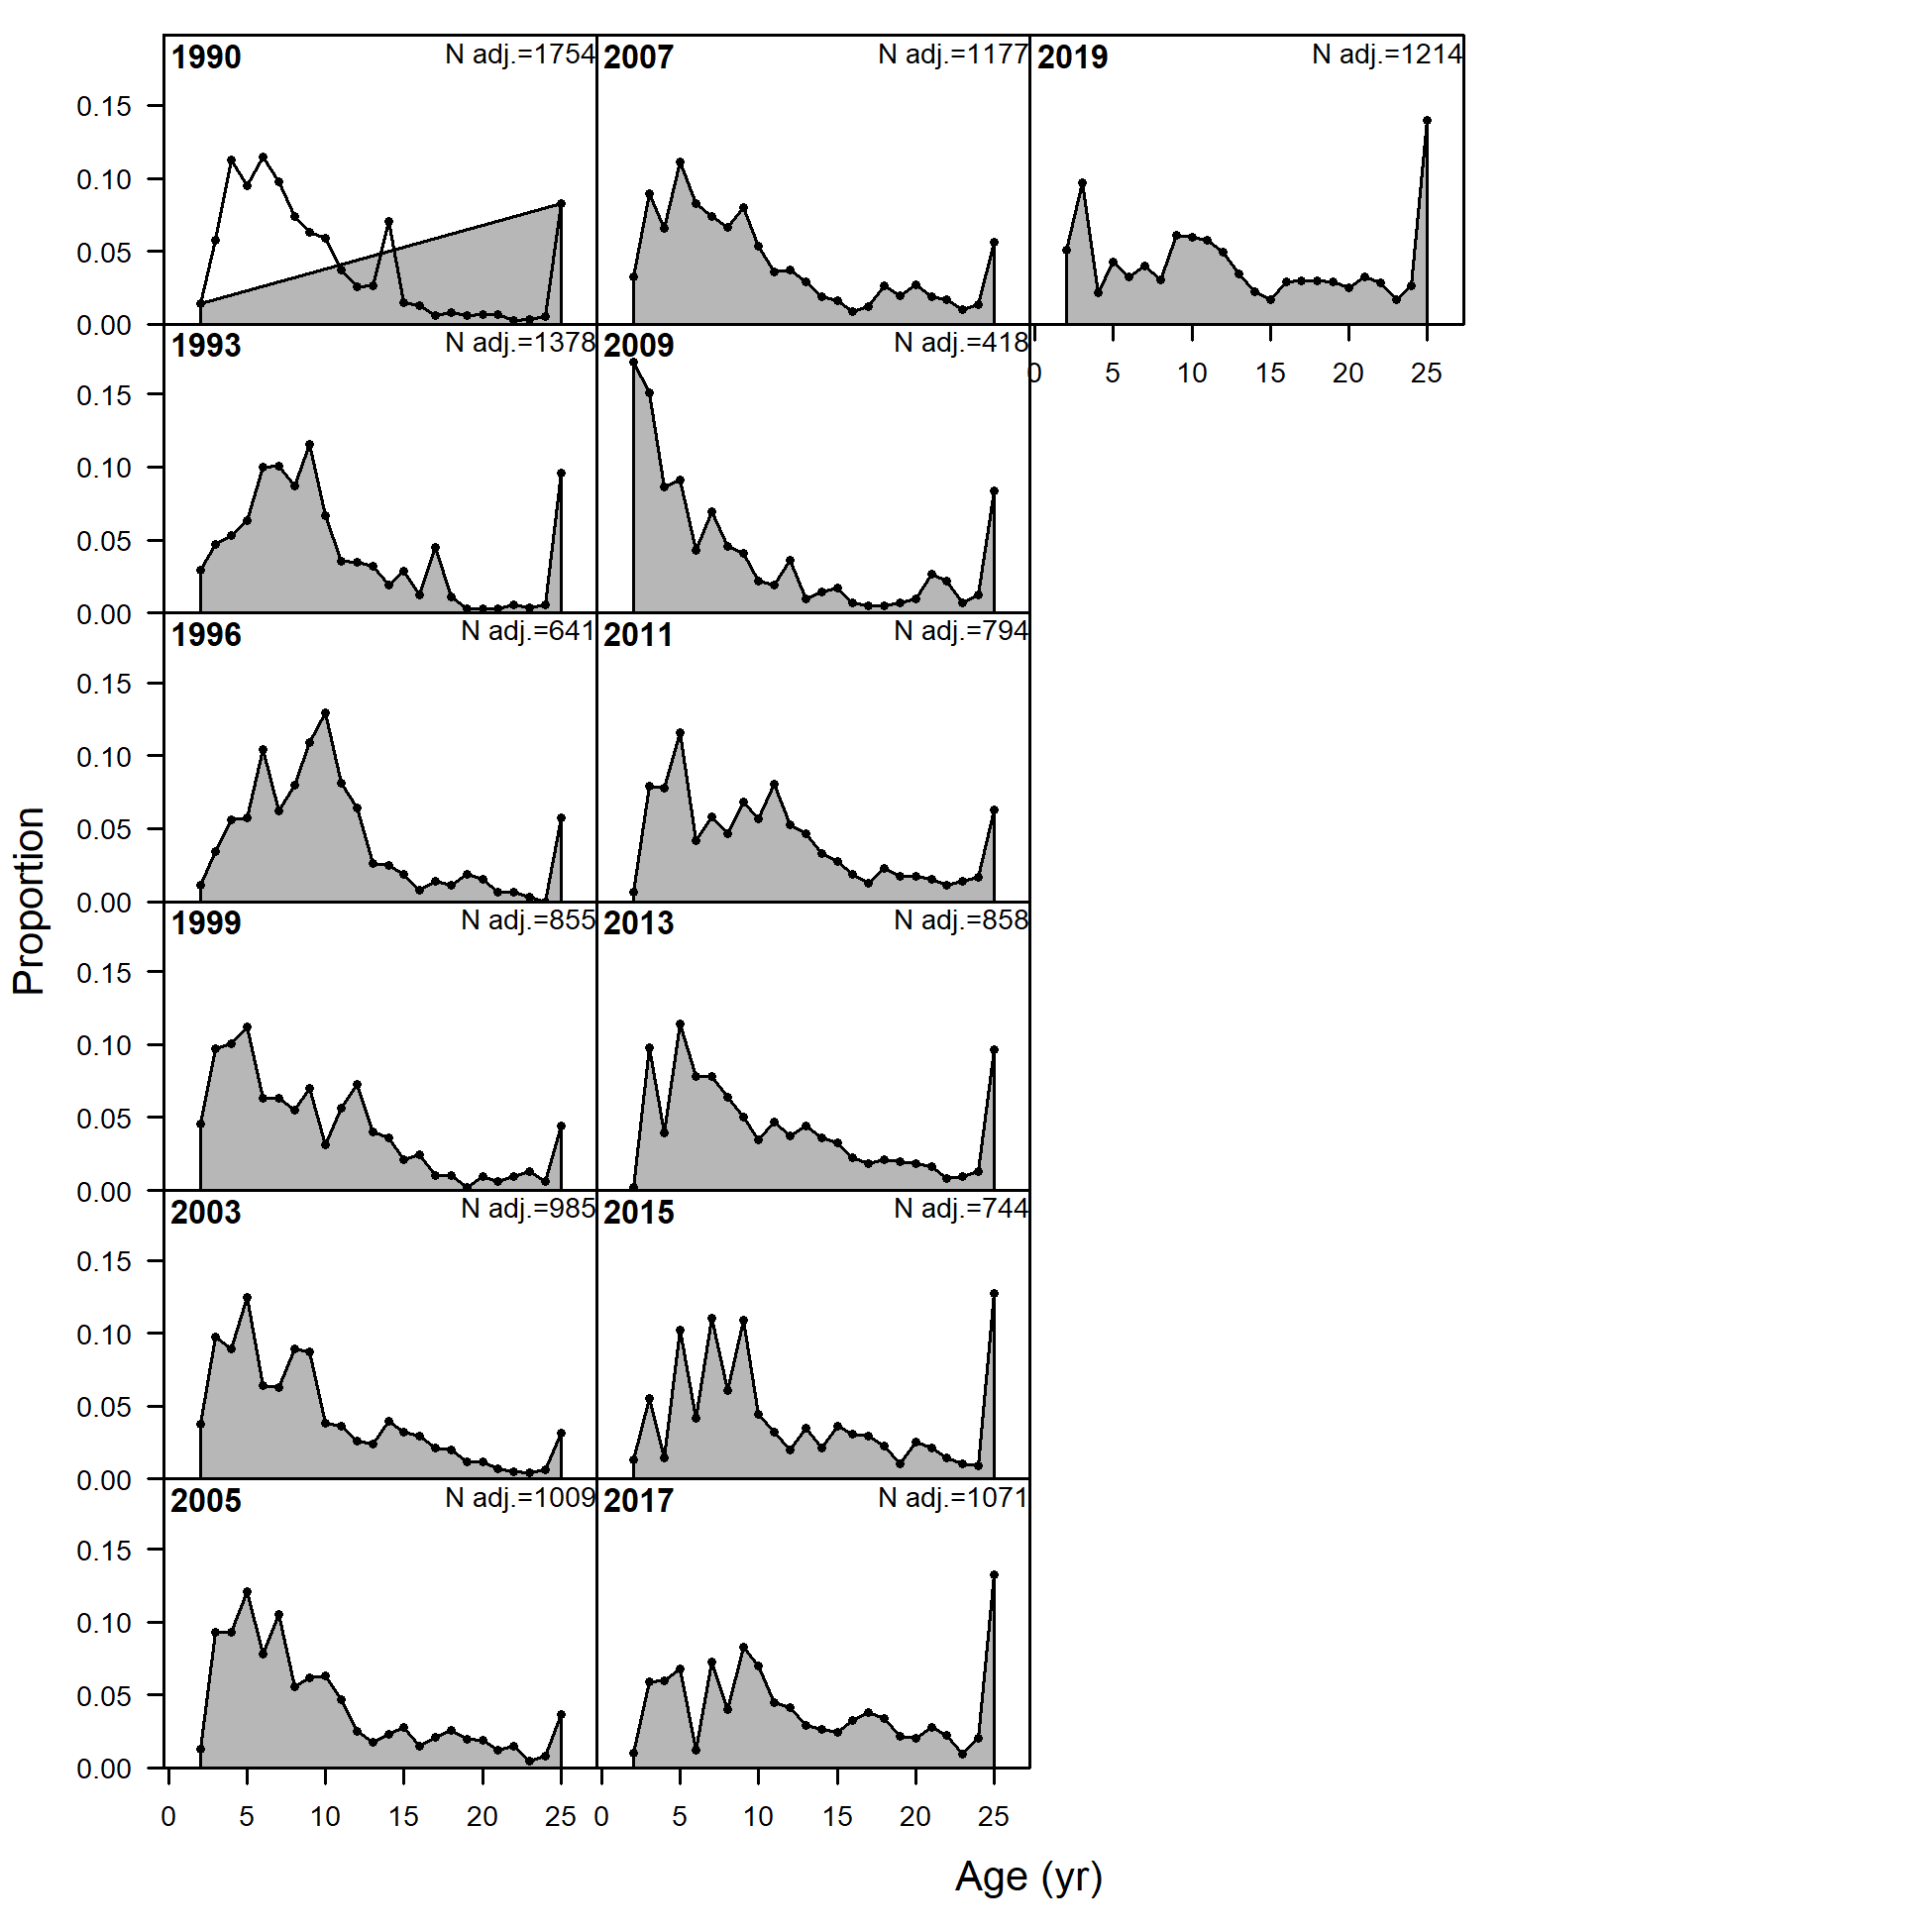 1990 N adj.=1754 2007 N adj.=1177 2019 N adj.=1214
0.15
0.10
0.05
0.00
1993 N adj.=1378 2009 N adj.=418
0 5 10 15 20 25
0.15
0.10
0.05
0.00
1996 N adj.=641 2011 N adj.=794
0.15
0.10
0.05
0.00
Proportion
1999 N adj.=855 2013 N adj.=858
0.15
0.10
0.05
0.00
2003 N adj.=985 2015 N adj.=744
0.15
0.10
0.05
0.00
2005 N adj.=1009 2017 N adj.=1071
0.15
0.10
0.05
0.00
0 5 10 15 20 25 0 5 10 15 20 25
Age (yr)